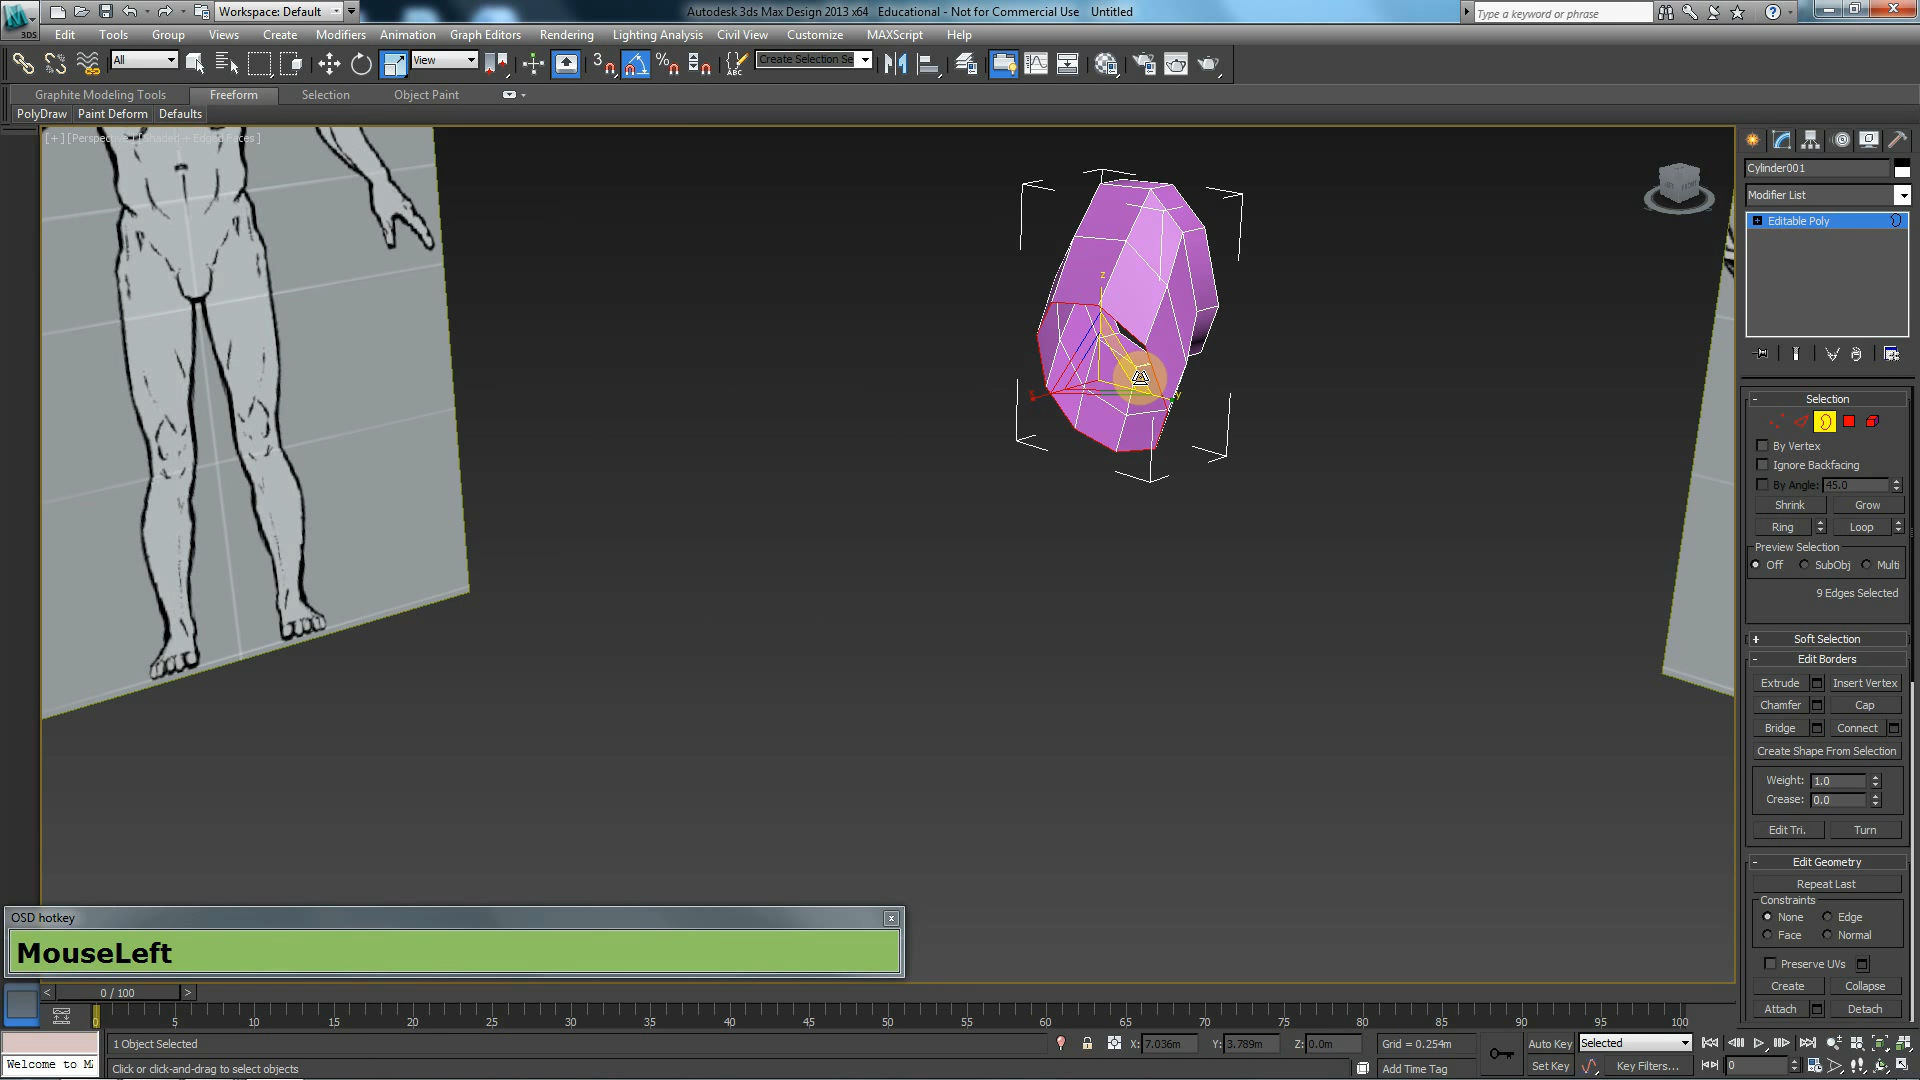 Workspace: Default
Autodesk 3ds Max Design 2013 x64   Educational - Not for Commercial Use   Untitled
Type a keyword or phrase
3DS
Edit Tools Group Views Create Modifiers Animation Graph Editors Rendering Lighting Analysis Civil View Customize MAXScript Help
All
View
3
ABC
Create Selection Se
Graphite Modeling Tools Freeform Selection Object Paint
PolyDraw Paint Deform Defaults
[+][Perspective][Shaded + Edged Faces]
z
x
y
Cylinder001
Modifier List
Editable Poly
- Selection
By Vertex
Ignore Backfacing
By Angle: 45.0
Shrink Grow
Ring Loop
Preview Selection
Off SubObj Multi
9 Edges Selected
+ Soft Selection
- Edit Borders
Extrude Insert Vertex
Chamfer Cap
Bridge Connect
Create Shape From Selection
Weight: 1.0
Crease: 0.0
Edit Tri. Turn
- Edit Geometry
Repeat Last
Constraints
None Edge
Face Normal
Preserve UVs
Create Collapse
Attach Detach
OSD hotkey
x
MouseLeft
< 0 / 100 >
5 10 15 20 25 30 35 40 45 50 55 60 65 70 75 80 85 90 95 100
1 Object Selected
X: 7.036m Y: 3.789m Z: 0.0m
Grid = 0.254m
Auto Key
Selected
Welcome to M
Click or click-and-drag to select objects
Add Time Tag
Set Key
Key Filters...
0